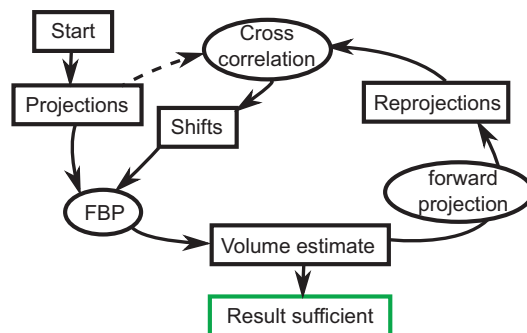 Start
Cross
correlation
Projections
Reprojections
Shifts
forward
projection
FBP
Volume estimate
Result sufficient